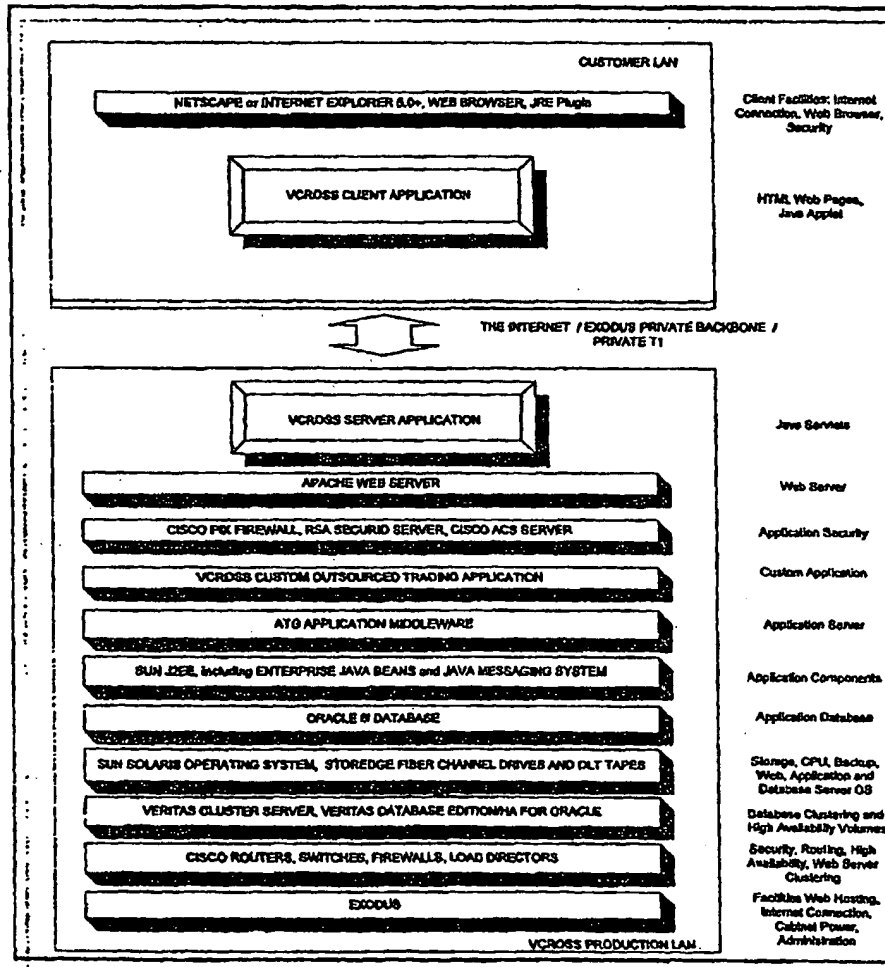 CUSTOMER LAN
NETSCAPE or INTERNET EXPLORER 5.0+, WEB BROWSER, JRE Plugin
Client Facilities: Internet
Connection, Web Browser,
Security
VCROSS CLIENT APPLICATION
HTML Web Pages,
Java Applet
THE INTERNET / EXODUS PRIVATE BACKBONE /
PRIVATE T1
VCROSS SERVER APPLICATION
Java Servlets
APACHE WEB SERVER
Web Server
CISCO PIX FIREWALL, RSA SECURID SERVER, CISCO ACS SERVER
Application Security
VCROSS CUSTOM OUTSOURCED TRADING APPLICATION
Custom Application
ATG APPLICATION MIDDLEWARE
Application Server
SUN J2EE, including ENTERPRISE JAVA BEANS and JAVA MESSAGING SYSTEM
Application Components
ORACLE 8i DATABASE
Application Database
SUN SOLARIS OPERATING SYSTEM, STOREDGE FIBER CHANNEL DRIVES AND DLT TAPES
Storage, CPU, Backup,
Web, Application and
Database Server OS
VERITAS CLUSTER SERVER, VERITAS DATABASE EDITION/HA FOR ORACLE
Database Clustering and
High Availability Volumes
CISCO ROUTERS, SWITCHES, FIREWALLS, LOAD DIRECTORS
Security, Routing, High
Availability, Web Server
Clustering
EXODUS
Facilities Web Hosting,
Internet Connection,
Cabinet Power,
Administration
VCROSS PRODUCTION LAN